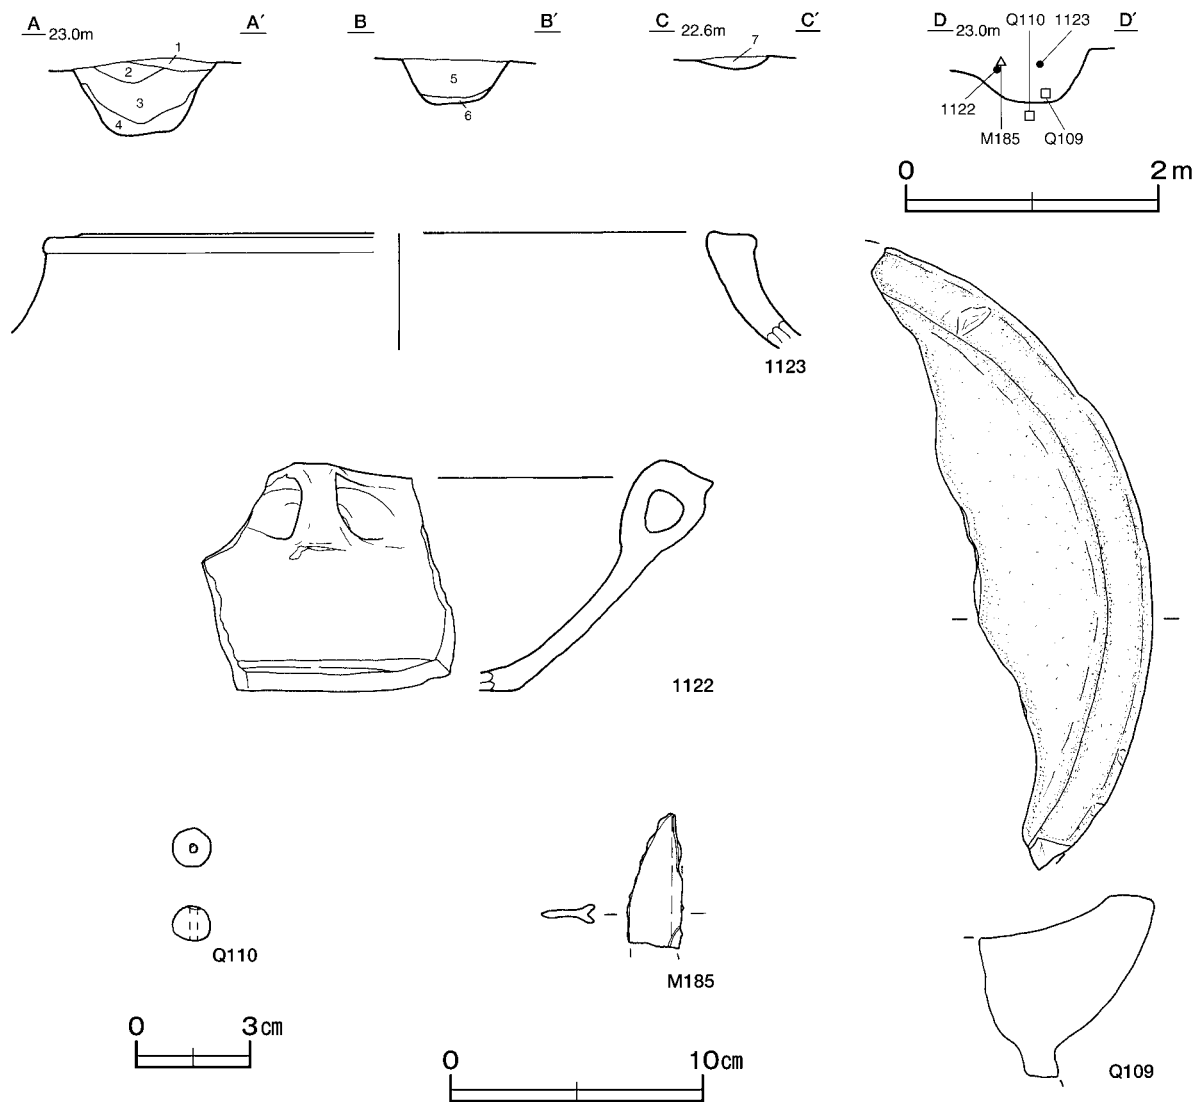 A A′ B B′ C C′ D Q110 1123 D′
23.0m 1 22.6m 7 23.0m
2 5
3
4 6 1122
M185 Q109
0 2m
1123
1122
Q110
M185
0 3cm
0 10cm
Q109